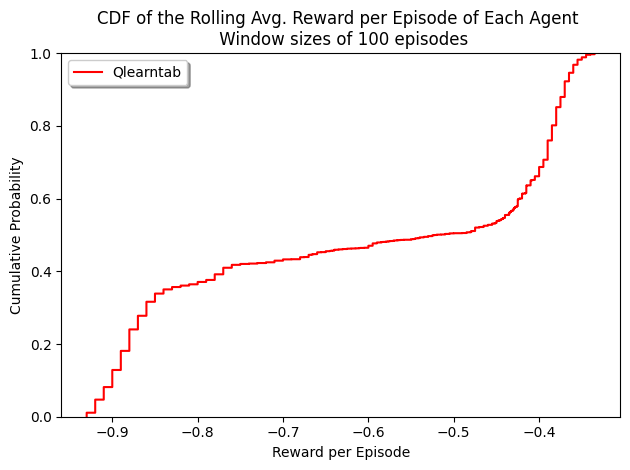 CDF of the Rolling Avg. Reward per Episode of Each Agent
Window sizes of 100 episodes
Qlearntab
1.0
0.8
0.6
0.4
0.2
0.0
Cumulative Probability
−0.9
−0.8
−0.7
−0.6
−0.5
−0.4
Reward per Episode